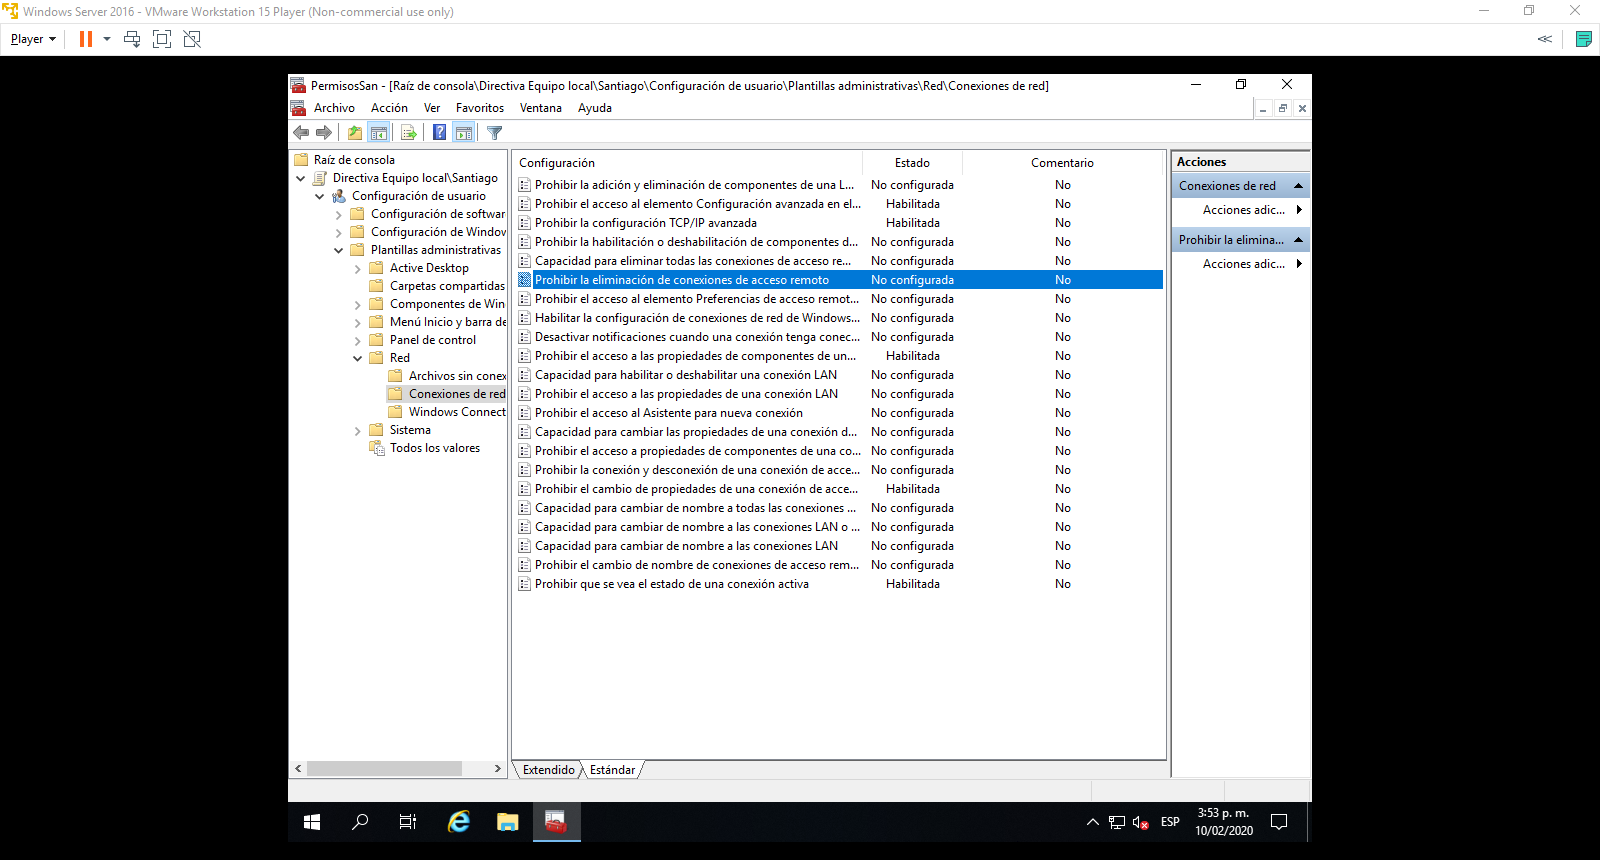 Windows Server 2016 - VMware Workstation 15 Player (Non-commercial use only)
Player
PermisosSan - [Raíz de consola\Directiva Equipo local\Santiago\Configuración de usuario\Plantillas administrativas\Red\Conexiones de red]
Archivo Acción Ver Favoritos Ventana Ayuda
Raíz de consola
Directiva Equipo local\Santiago
Configuración de usuario
Configuración de softwar
Configuración de Window
Plantillas administrativas
Active Desktop
Carpetas compartidas
Componentes de Win
Menú Inicio y barra de
Panel de control
Red
Archivos sin conex
Conexiones de red
Windows Connect
Sistema
Todos los valores
Configuración Estado Comentario
Prohibir la adición y eliminación de componentes de una L... No configurada No
Prohibir el acceso al elemento Configuración avanzada en el... Habilitada No
Prohibir la configuración TCP/IP avanzada Habilitada No
Prohibir la habilitación o deshabilitación de componentes d... No configurada No
Capacidad para eliminar todas las conexiones de acceso re... No configurada No
Prohibir la eliminación de conexiones de acceso remoto No configurada No
Prohibir el acceso al elemento Preferencias de acceso remot... No configurada No
Habilitar la configuración de conexiones de red de Windows... No configurada No
Desactivar notificaciones cuando una conexión tenga conec... No configurada No
Prohibir el acceso a las propiedades de componentes de un... Habilitada No
Capacidad para habilitar o deshabilitar una conexión LAN No configurada No
Prohibir el acceso a las propiedades de una conexión LAN No configurada No
Prohibir el acceso al Asistente para nueva conexión No configurada No
Capacidad para cambiar las propiedades de una conexión d... No configurada No
Prohibir el acceso a propiedades de componentes de una co... No configurada No
Prohibir la conexión y desconexión de una conexión de acce... No configurada No
Prohibir el cambio de propiedades de una conexión de acce... Habilitada No
Capacidad para cambiar de nombre a todas las conexiones ... No configurada No
Capacidad para cambiar de nombre a las conexiones LAN o ... No configurada No
Capacidad para cambiar de nombre a las conexiones LAN No configurada No
Prohibir el cambio de nombre de conexiones de acceso rem... No configurada No
Prohibir que se vea el estado de una conexión activa Habilitada No
Extendido Estándar
Acciones
Conexiones de red
Acciones adic...
Prohibir la elimina...
Acciones adic...
ESP
3:53 p. m.
10/02/2020